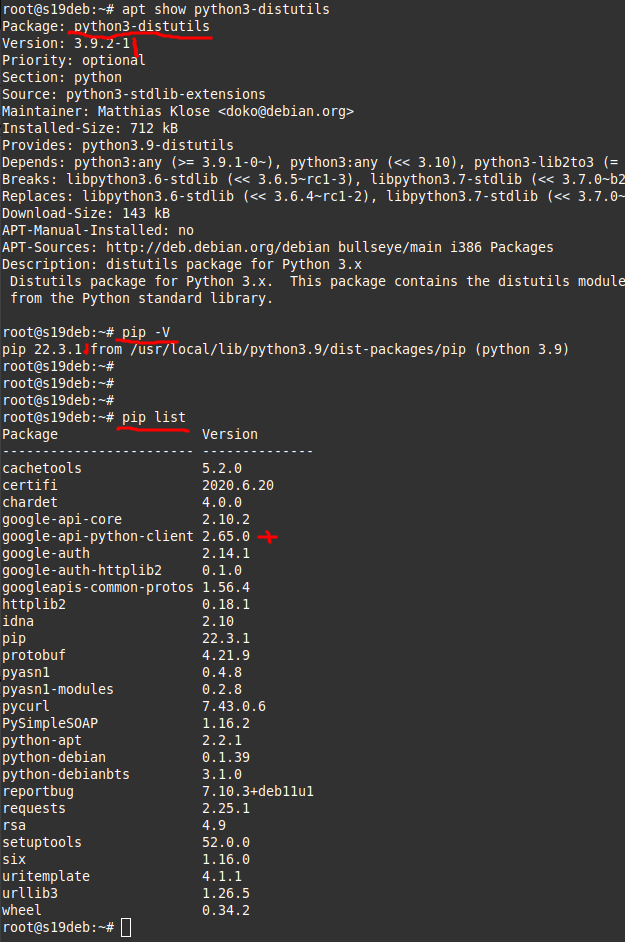 root@s19deb:~# apt show python3-distutils
Package: python3-distutils
Version: 3.9.2-1
Priority: optional
Section: python
Source: python3-stdlib-extensions
Maintainer: Matthias Klose <doko@debian.org>
Installed-Size: 712 kB
Provides: python3.9-distutils
Depends: python3:any (>= 3.9.1-0~), python3:any (<< 3.10), python3-lib2to3 (=
Breaks: libpython3.6-stdlib (<< 3.6.5~rc1-3), libpython3.7-stdlib (<< 3.7.0~b2
Replaces: libpython3.6-stdlib (<< 3.6.4~rc1-2), libpython3.7-stdlib (<< 3.7.0~
Download-Size: 143 kB
APT-Manual-Installed: no
APT-Sources: http://deb.debian.org/debian bullseye/main i386 Packages
Description: distutils package for Python 3.x
 Distutils package for Python 3.x.  This package contains the distutils module
 from the Python standard library.
root@s19deb:~# pip -V
pip 22.3.1 from /usr/local/lib/python3.9/dist-packages/pip (python 3.9)
root@s19deb:~#
root@s19deb:~#
root@s19deb:~#
root@s19deb:~# pip list
Package                  Version
------------------------ --------------
cachetools               5.2.0
certifi                  2020.6.20
chardet                  4.0.0
google-api-core          2.10.2
google-api-python-client 2.65.0
google-auth              2.14.1
google-auth-httplib2     0.1.0
googleapis-common-protos 1.56.4
httplib2                 0.18.1
idna                     2.10
pip                      22.3.1
protobuf                 4.21.9
pyasn1                   0.4.8
pyasn1-modules           0.2.8
pycurl                   7.43.0.6
PySimpleSOAP             1.16.2
python-apt               2.2.1
python-debian            0.1.39
python-debianbts         3.1.0
reportbug                7.10.3+deb11u1
requests                 2.25.1
rsa                      4.9
setuptools               52.0.0
six                      1.16.0
uritemplate              4.1.1
urllib3                  1.26.5
wheel                    0.34.2
root@s19deb:~#